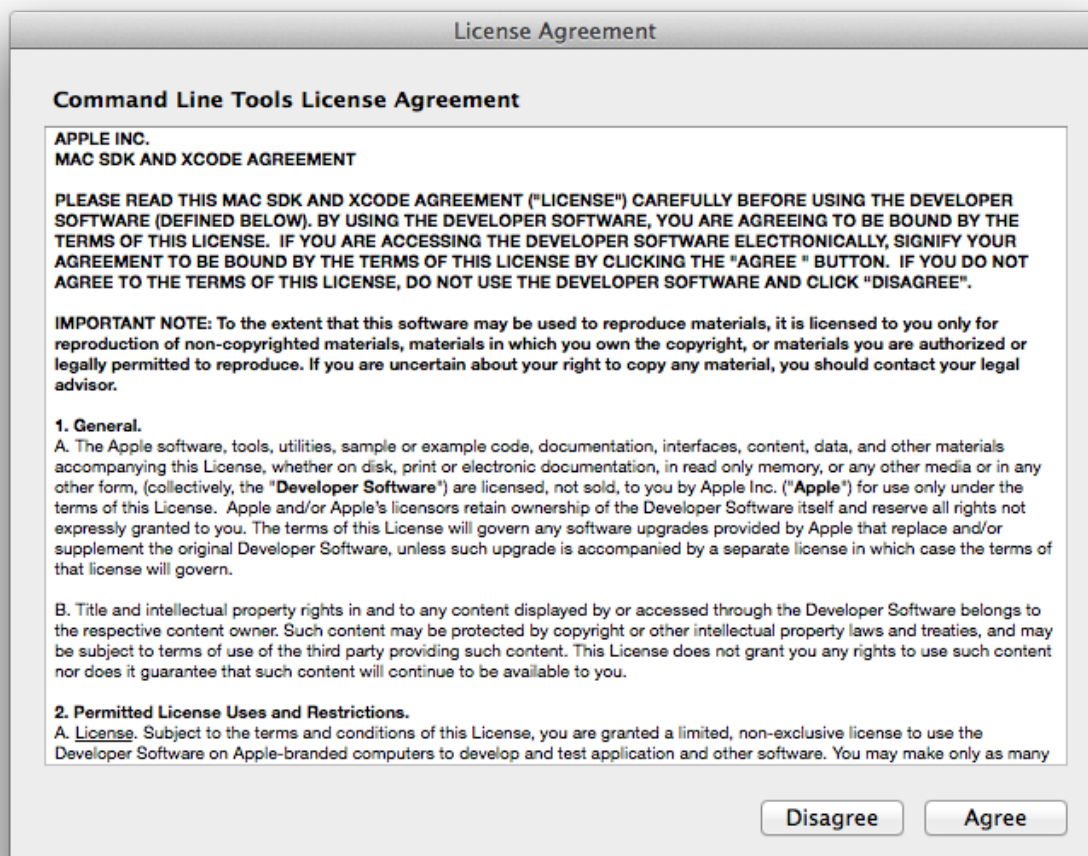 License Agreement
Command Line Tools License Agreement
APPLE INC.
MAC SDK AND XCODE AGREEMENT
PLEASE READ THIS MAC SDK AND XCODE AGREEMENT ("LICENSE") CAREFULLY BEFORE USING THE DEVELOPER
SOFTWARE (DEFINED BELOW). BY USING THE DEVELOPER SOFTWARE, YOU ARE AGREEING TO BE BOUND BY THE
TERMS OF THIS LICENSE.  IF YOU ARE ACCESSING THE DEVELOPER SOFTWARE ELECTRONICALLY, SIGNIFY YOUR
AGREEMENT TO BE BOUND BY THE TERMS OF THIS LICENSE BY CLICKING THE "AGREE " BUTTON.  IF YOU DO NOT
AGREE TO THE TERMS OF THIS LICENSE, DO NOT USE THE DEVELOPER SOFTWARE AND CLICK “DISAGREE”.
IMPORTANT NOTE: To the extent that this software may be used to reproduce materials, it is licensed to you only for
reproduction of non-copyrighted materials, materials in which you own the copyright, or materials you are authorized or
legally permitted to reproduce. If you are uncertain about your right to copy any material, you should contact your legal
advisor.
1. General.
A. The Apple software, tools, utilities, sample or example code, documentation, interfaces, content, data, and other materials
accompanying this License, whether on disk, print or electronic documentation, in read only memory, or any other media or in any
other form, (collectively, the "Developer Software") are licensed, not sold, to you by Apple Inc. ("Apple") for use only under the
terms of this License.  Apple and/or Apple's licensors retain ownership of the Developer Software itself and reserve all rights not
expressly granted to you. The terms of this License will govern any software upgrades provided by Apple that replace and/or
supplement the original Developer Software, unless such upgrade is accompanied by a separate license in which case the terms of
that license will govern.
B. Title and intellectual property rights in and to any content displayed by or accessed through the Developer Software belongs to
the respective content owner. Such content may be protected by copyright or other intellectual property laws and treaties, and may
be subject to terms of use of the third party providing such content. This License does not grant you any rights to use such content
nor does it guarantee that such content will continue to be available to you.
2. Permitted License Uses and Restrictions.
A. License. Subject to the terms and conditions of this License, you are granted a limited, non-exclusive license to use the
Developer Software on Apple-branded computers to develop and test application and other software. You may make only as many
Disagree
Agree